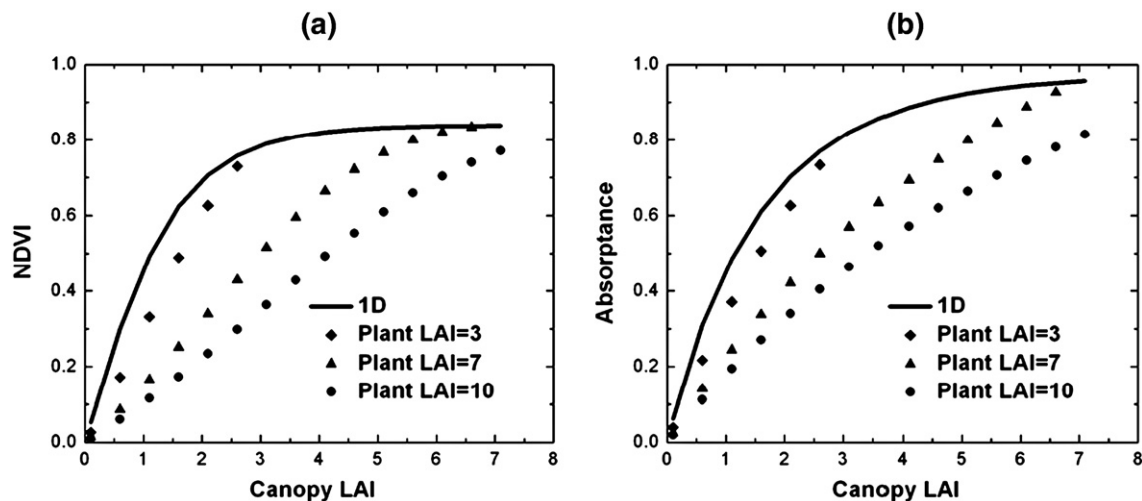 (a)
NDVI
1.0
0.8
0.6
0.4
0.2
0.0
1D
Plant LAI=3
Plant LAI=7
Plant LAI=10
0 1 2 3 4 5 6 7 8
Canopy LAI
(b)
Absorptance
1.0
0.8
0.6
0.4
0.2
0.0
1D
Plant LAI=3
Plant LAI=7
Plant LAI=10
0 1 2 3 4 5 6 7 8
Canopy LAI